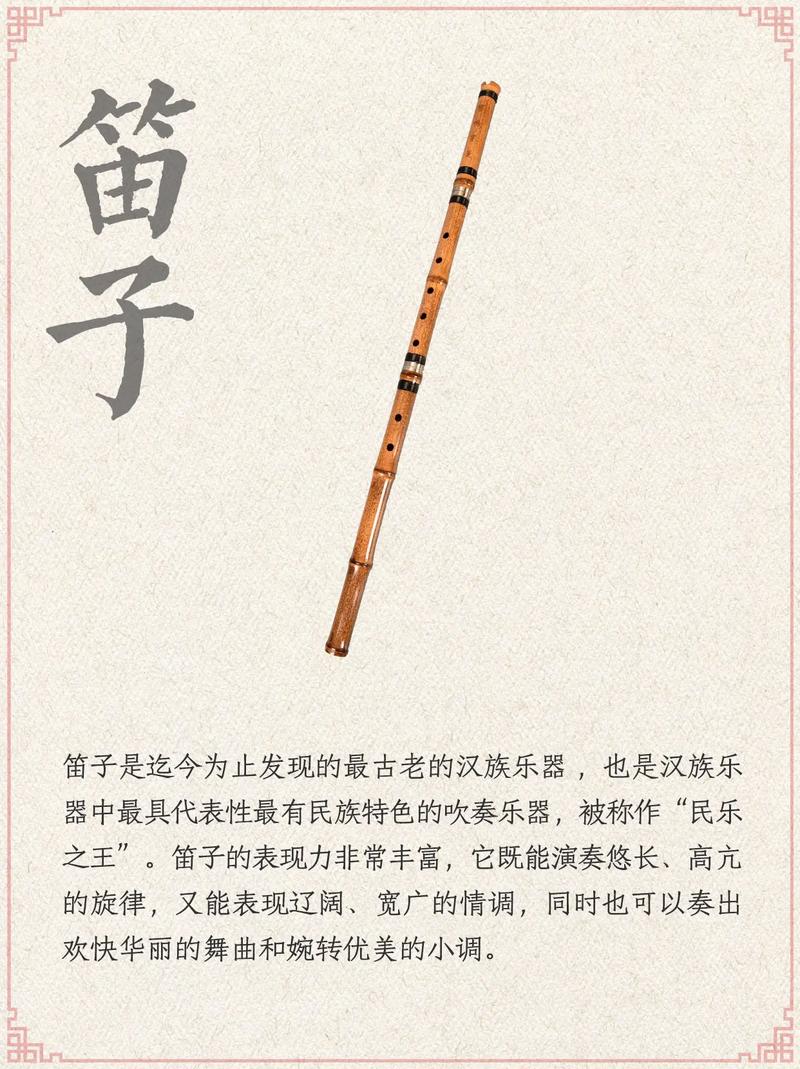 笛子
笛子是迄今为止发现的最古老的汉族乐器，也是汉族乐
器中最具代表性最有民族特色的吹奏乐器，被称作“民乐
之王”。笛子的表现力非常丰富，它既能演奏悠长、高亢
的旋律，又能表现辽阔、宽广的情调，同时也可以奏出
欢快华丽的舞曲和婉转优美的小调。